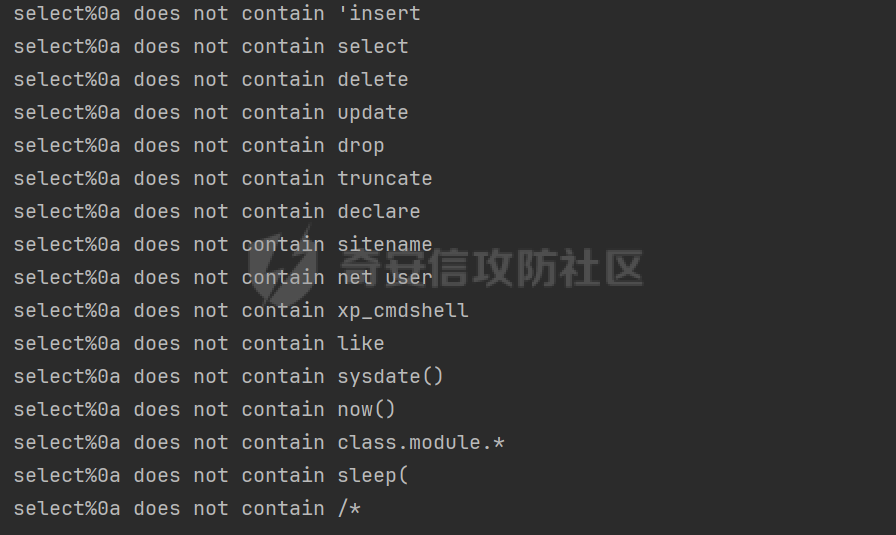 select%0a does not contain 'insert
select%0a does not contain select
select%0a does not contain delete
select%0a does not contain update
select%0a does not contain drop
select%0a does not contain truncate
select%0a does not contain declare
select%0a does not contain sitename
奇安信攻防社区
select%0a does not contain net user
select%0a does not contain xp_cmdshell
select%0a does not contain like
select%0a does not contain sysdate()
select%0a does not contain now()
select%0a does not contain class.module.*
select%0a does not contain sleep(
select%0a does not contain /*